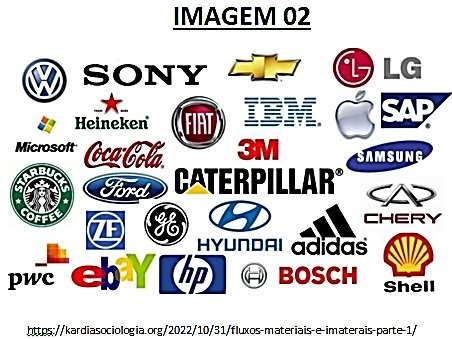 IMAGEM 02
VW
SONY
LG
LG
Heineken
FIAT
IBM
SAP
Microsoft
Coca-Cola
3M
SAMSUNG
STARBUCKS
COFFEE
Ford
CATERPILLAR®
CHERY
ZF
GE
HYUNDAI
adidas
pwc
ebaY
hp
BOSCH
Shell
https://kardiasociologia.org/2022/10/31/fluxos-materiais-e-imaterais-parte-1/